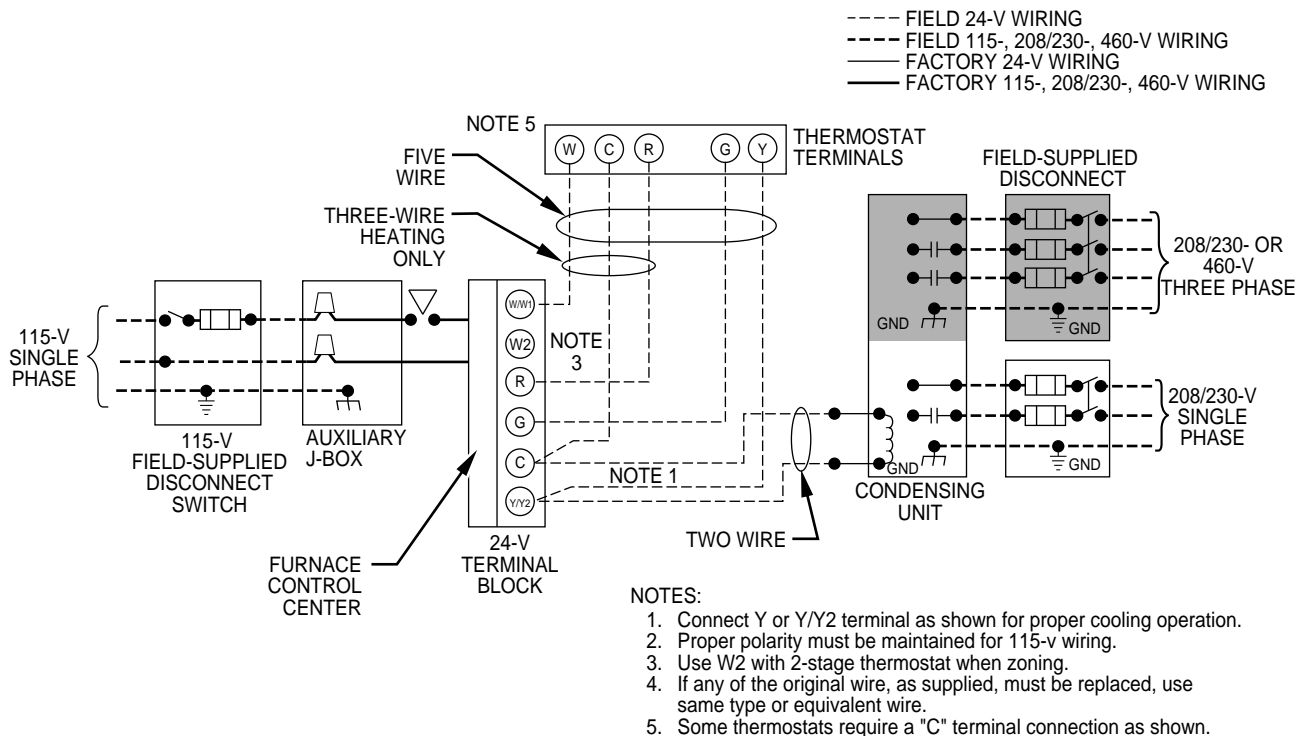 FIELD 24-V WIRING
FIELD 115-, 208/230-, 460-V WIRING
FACTORY 24-V WIRING
FACTORY 115-, 208/230-, 460-V WIRING
NOTE 5
W
C
R
G
Y
THERMOSTAT
TERMINALS
FIVE
WIRE
THREE-WIRE
HEATING
ONLY
FIELD-SUPPLIED
DISCONNECT
208/230- OR
460-V
THREE PHASE
GND
GND
115-V
SINGLE
PHASE
W/W1
W2
R
G
C
Y/Y2
NOTE
3
NOTE 1
115-V
FIELD-SUPPLIED
DISCONNECT
SWITCH
AUXILIARY
J-BOX
208/230-V
SINGLE
PHASE
GND
GND
CONDENSING
UNIT
TWO WIRE
FURNACE
CONTROL
CENTER
24-V
TERMINAL
BLOCK
NOTES:
1. Connect Y or Y/Y2 terminal as shown for proper cooling operation.
2. Proper polarity must be maintained for 115-v wiring.
3. Use W2 with 2-stage thermostat when zoning.
4. If any of the original wire, as supplied, must be replaced, use
same type or equivalent wire.
5. Some thermostats require a "C" terminal connection as shown.